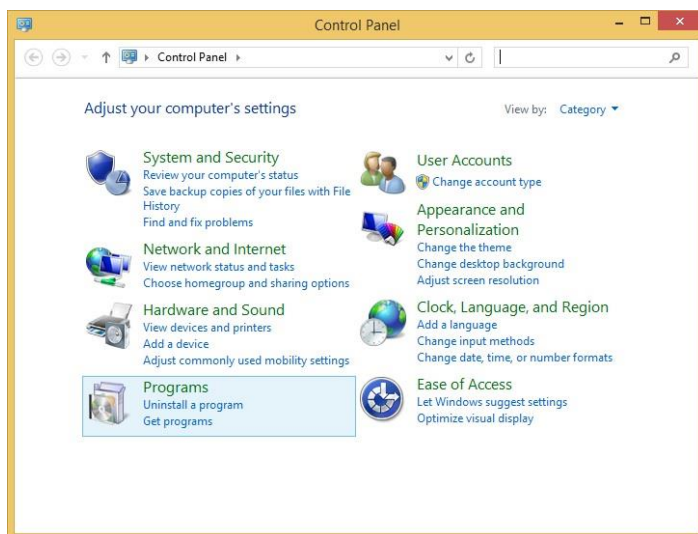 Control Panel
Control Panel
Adjust your computer's settings
View by: Category
System and Security
Review your computer's status
Save backup copies of your files with File
History
Find and fix problems
Network and Internet
View network status and tasks
Choose homegroup and sharing options
Hardware and Sound
View devices and printers
Add a device
Adjust commonly used mobility settings
Programs
Uninstall a program
Get programs
User Accounts
Change account type
Appearance and
Personalization
Change the theme
Change desktop background
Adjust screen resolution
Clock, Language, and Region
Add a language
Change input methods
Change date, time, or number formats
Ease of Access
Let Windows suggest settings
Optimize visual display